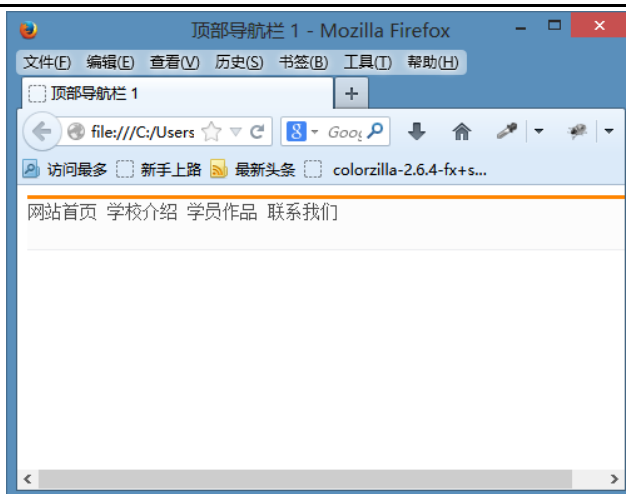 顶部导航栏 1 - Mozilla Firefox
文件(F) 编辑(E) 查看(V) 历史(S) 书签(B) 工具(T) 帮助(H)
顶部导航栏 1
file:///C:/Users 8 Goog
访问最多 新手上路 最新头条 colorzilla-2.6.4-fx+s...
网站首页 学校介绍 学员作品 联系我们